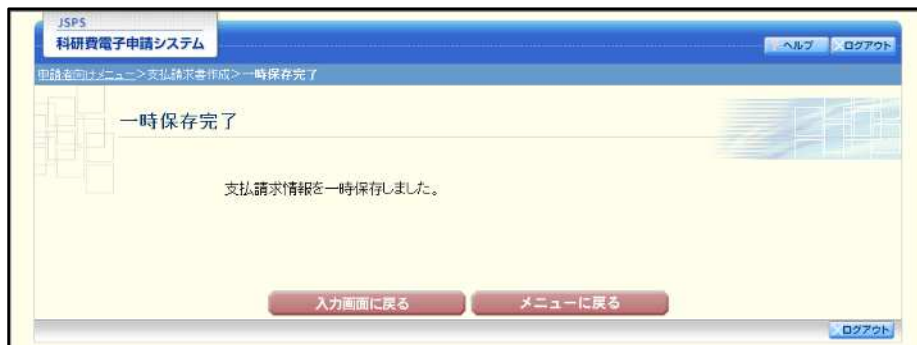 JSPS
科研費電子申請システム
ヘルプ
ログアウト
申請者向けメニュー>支払請求書作成>一時保存完了
一時保存完了
支払請求情報を一時保存しました。
入力画面に戻る
メニューに戻る
ログアウト